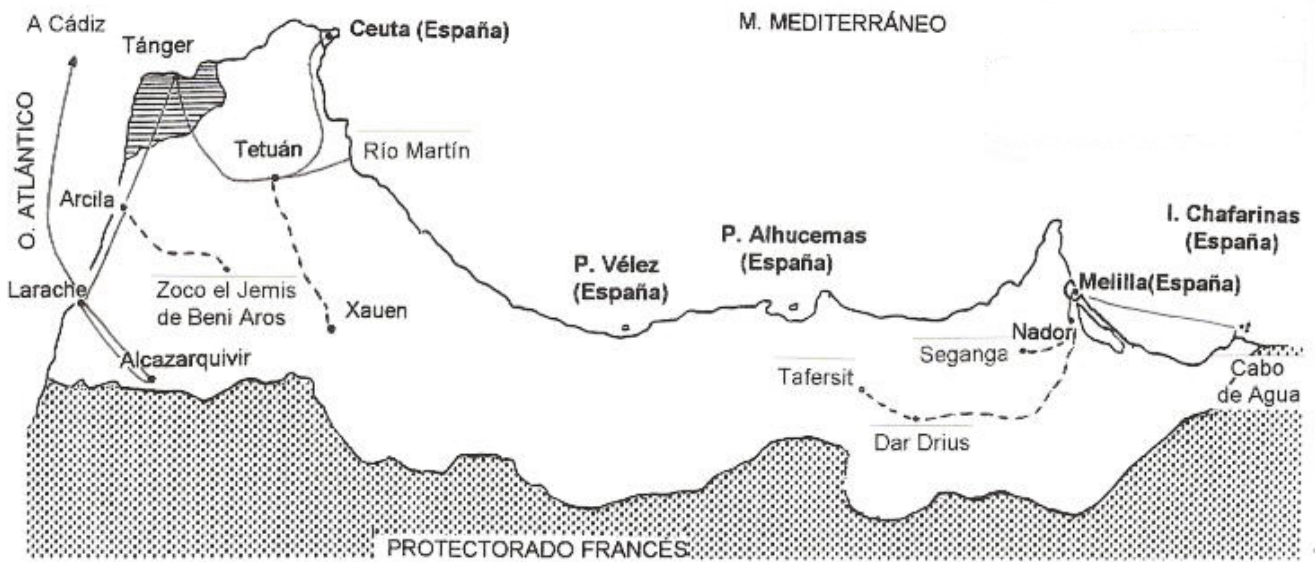 A Cádiz
Tánger
Ceuta (España)
M. MEDITERRÁNEO
O. ATLÁNTICO
Tetuán
Río Martín
Arcila
Larache
Zoco el Jemis
de Beni Aros
Xauen
Alcazarquivir
P. Vélez
(España)
P. Alhucemas
(España)
I. Chafarinas
(España)
Melilla(España)
Nador
Seganga
Tafersit
Dar Drius
Cabo
de Agua
PROTECTORADO FRANCES